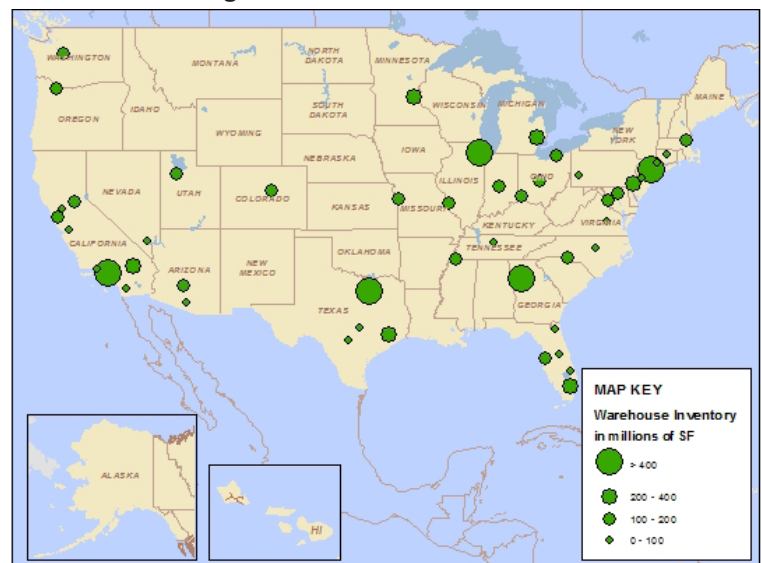 WASHINGTON
MONTANA
NORTH
DAKOTA
MINNESOTA
MAINE
OREGON
IDAHO
SOUTH
DAKOTA
WISCONSIN
MICHIGAN
WYOMING
NEW
YORK
IOWA
NEBRASKA
NEVADA
UTAH
COLORADO
ILLINOIS
OHIO
KANSAS
MISSOURI
VIRGINIA
KENTUCKY
CALIFORNIA
TENNESSEE
OKLAHOMA
ARIZONA
NEW
MEXICO
TEXAS
GEORGIA
MAP KEY
Warehouse Inventory
in millions of SF
> 400
200 - 400
100 - 200
0 - 100
ALASKA
HI